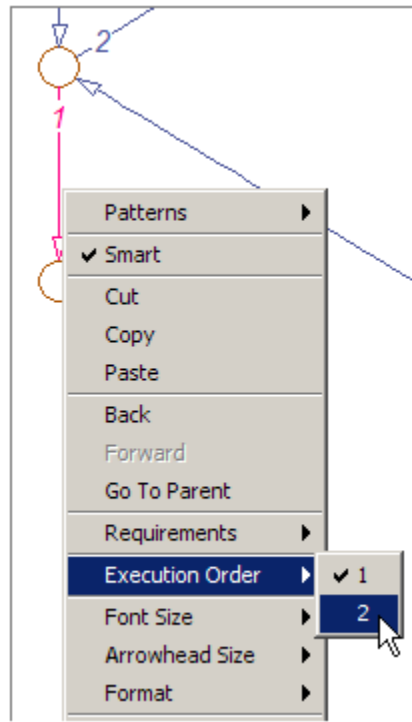 2
1
Patterns
Smart
Cut
Copy
Paste
Back
Forward
Go To Parent
Requirements
Execution Order
1
Font Size
2
Arrowhead Size
Format